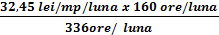 32,45 lei/mp/luna x 160 ore/luna
336ore/ luna